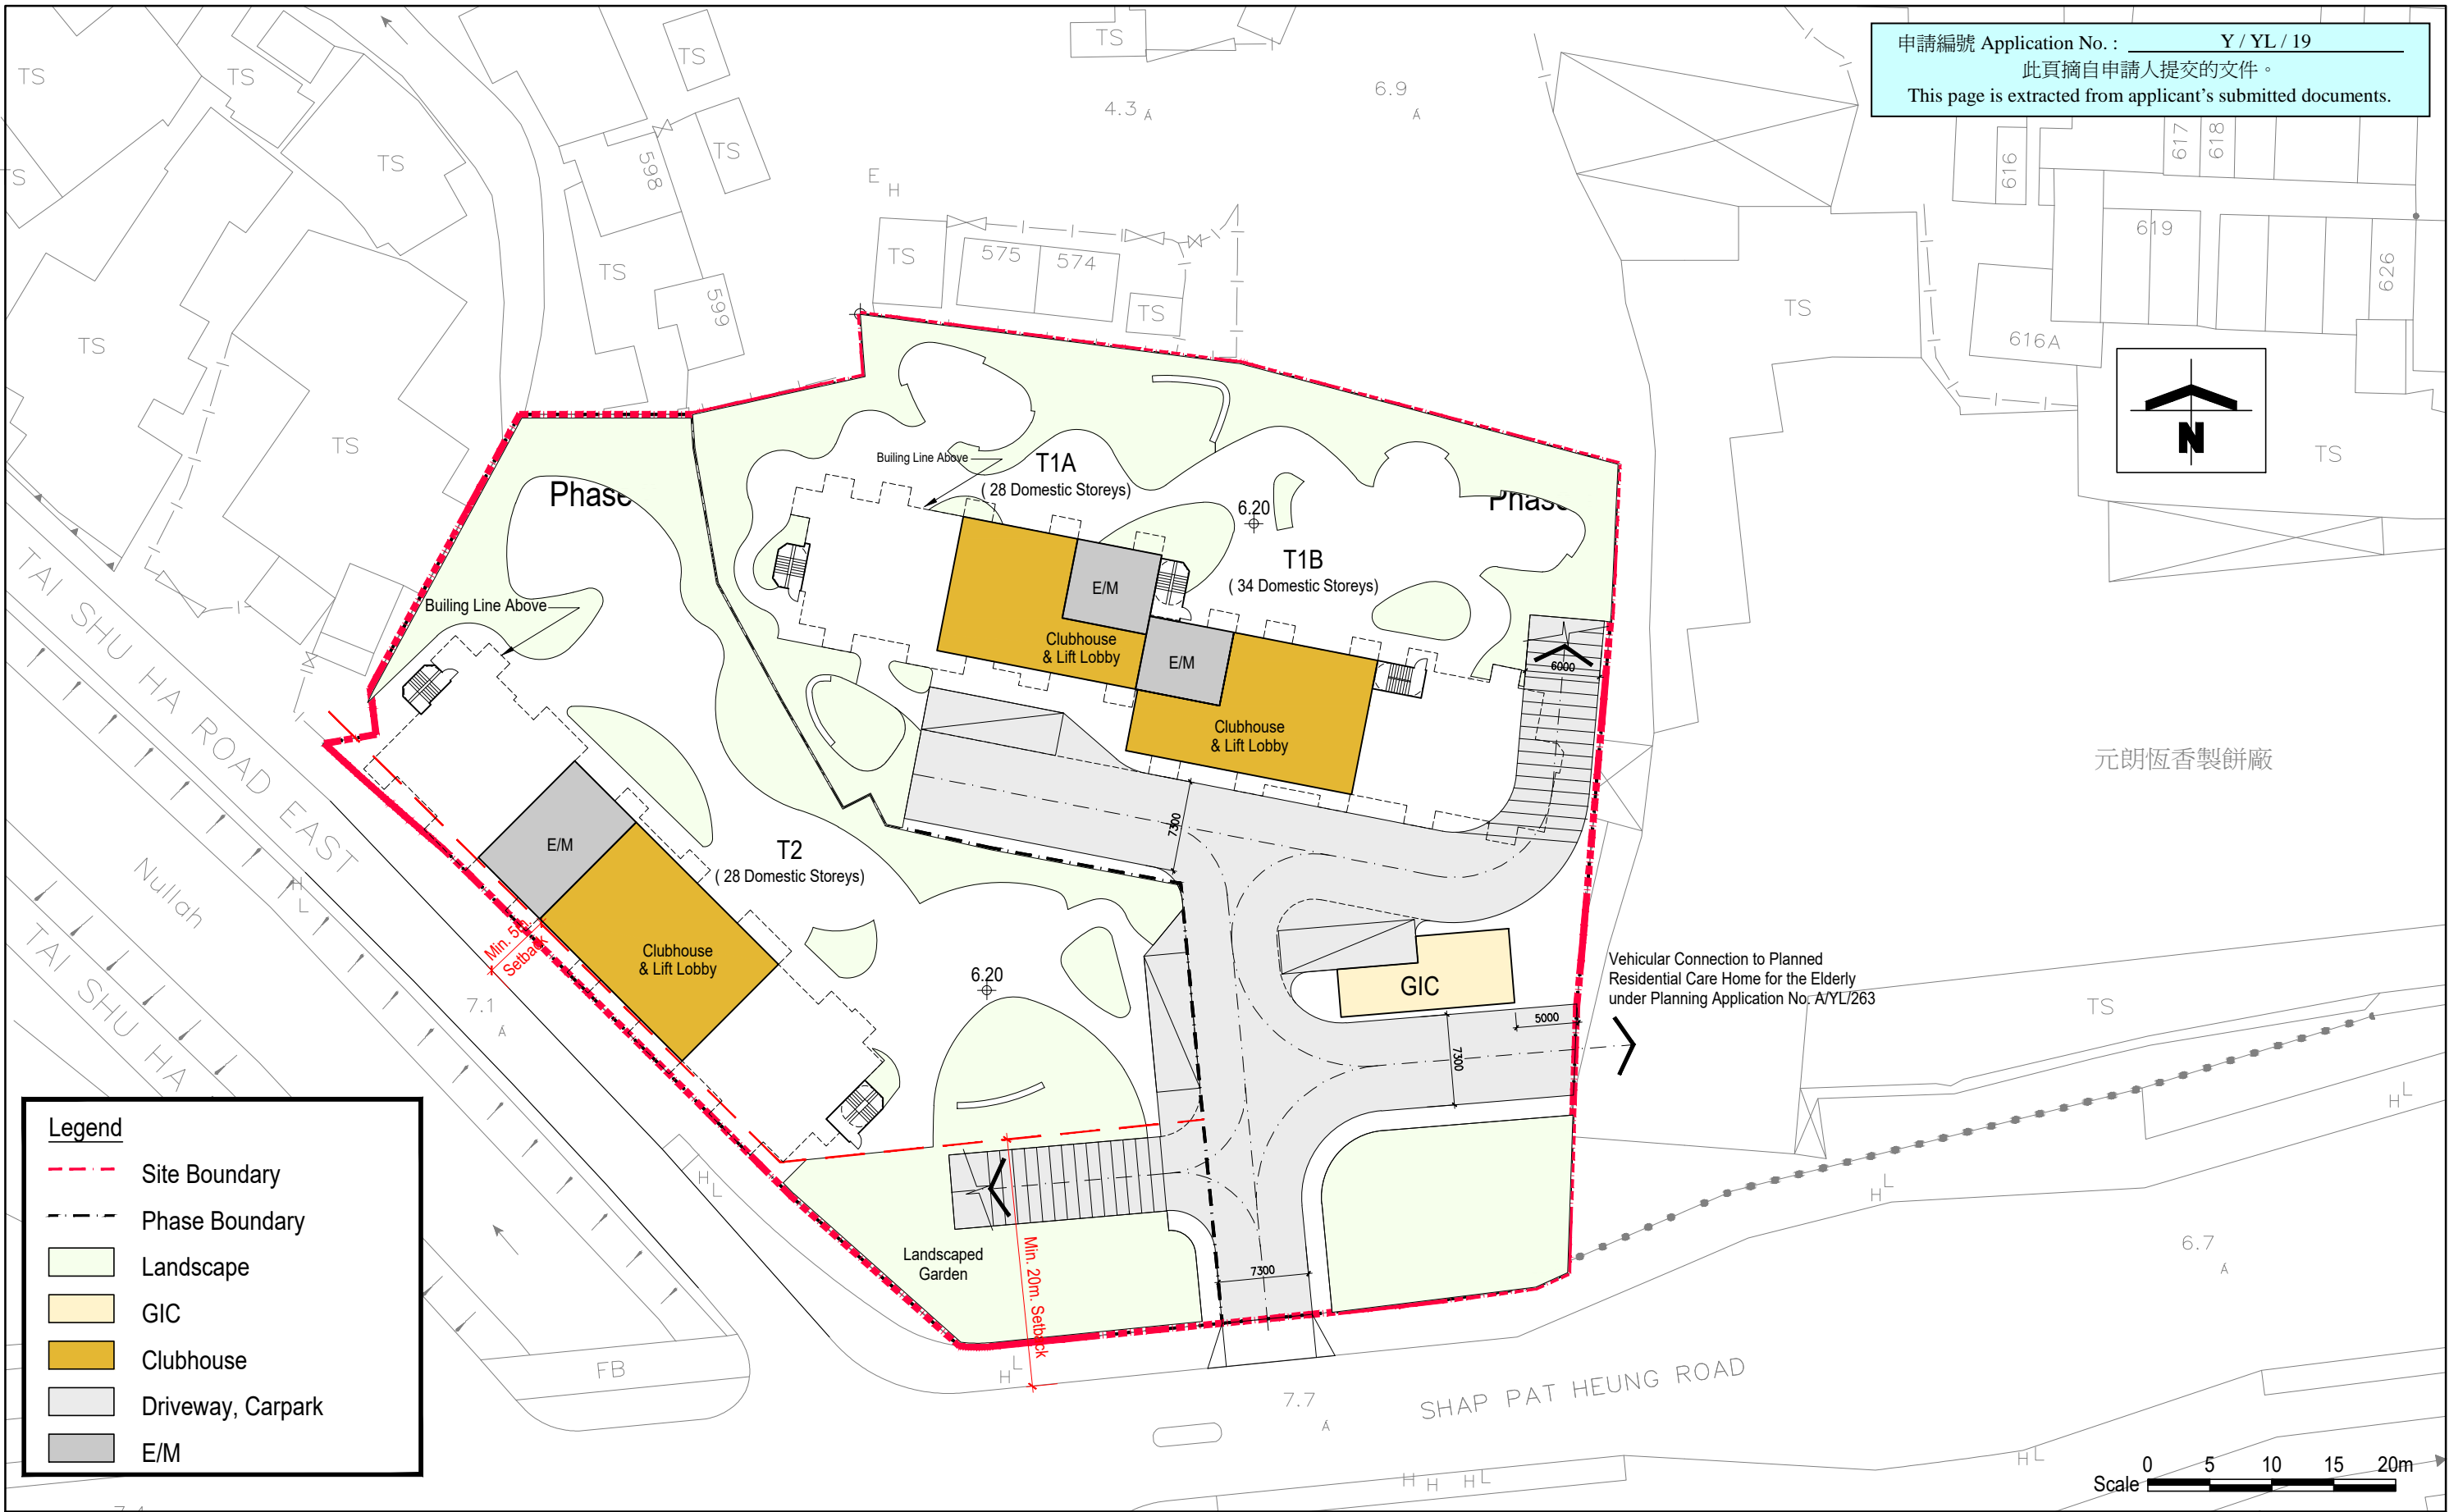 申請編號 Application No. : Y / YL / 19
此頁摘自申請人提交的文件。
This page is extracted from applicant's submitted documents.
TS
TS
TS
TS
TS
TS
TS
TS
TS
598
599
TS
4.3
6.9
E
H
TS
575
574
TS
616
617
618
619
626
616A
TS
TS
N
Phase
Builing Line Above
T1A
( 28 Domestic Storeys)
6.20
T1B
( 34 Domestic Storeys)
E/M
Clubhouse
& Lift Lobby
E/M
Clubhouse
& Lift Lobby
6000
Builing Line Above
元朗恆香製餅廠
TAI SHU HA ROAD EAST
Nullah
TAI SHU HA
7300
E/M
T2
( 28 Domestic Storeys)
Clubhouse
& Lift Lobby
Setback
7.1
6.20
GIC
5000
7300
Vehicular Connection to Planned
Residential Care Home for the Elderly
under Planning Application No. A/YL/263
TS
Landscaped
Garden
Min. 20m. Setback
7300
FB
7.7
SHAP PAT HEUNG ROAD
6.7
H L
H L
H L
H L
H L
H L
H H H L
Legend
Site Boundary
Phase Boundary
Landscape
GIC
Clubhouse
Driveway, Carpark
E/M
Scale 0 5 10 15 20m